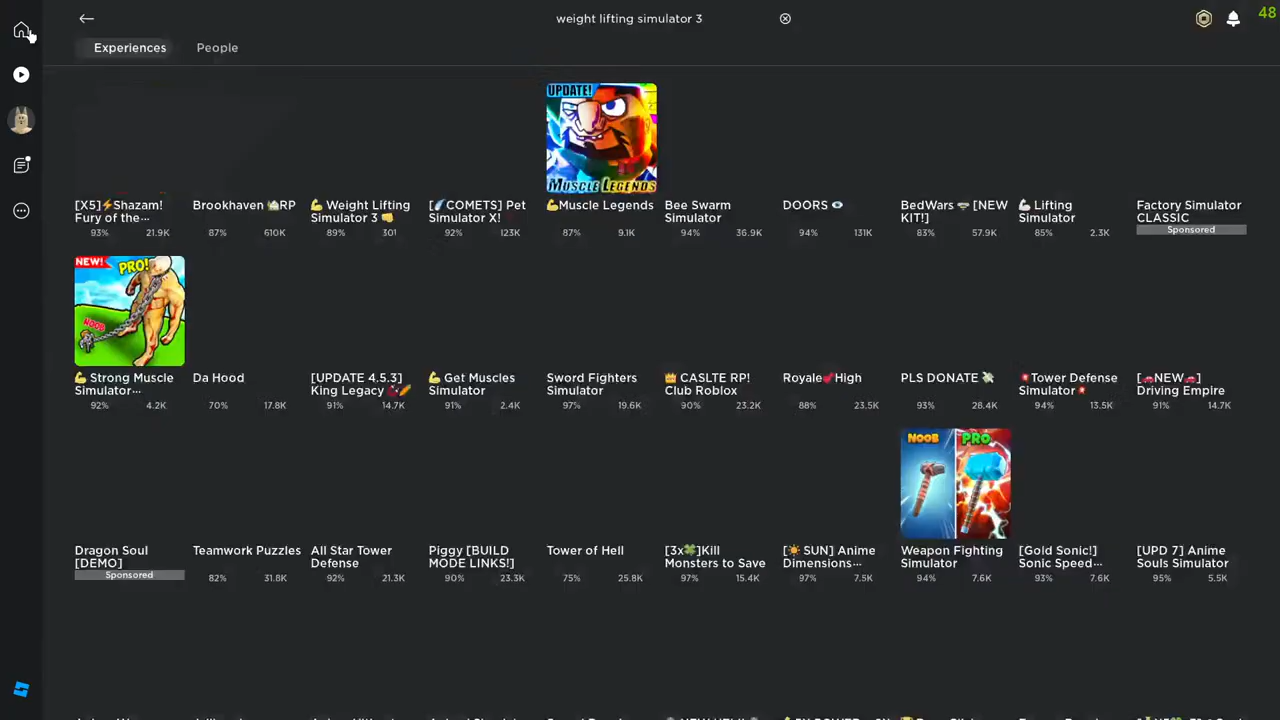 weight lifting simulator 3
48
Experiences
People
UPDATE!
MUSCLE LEGENDS
[X5]⚡Shazam!
Fury of the···
93% 21.9K
Brookhaven 🏡RP
87% 610K
💪 Weight Lifting
Simulator 3 👊
89% 301
[☄️COMETS] Pet
Simulator X!
92% 123K
💪Muscle Legends
87% 9.1K
Bee Swarm
Simulator
94% 36.9K
DOORS 👁️
94% 131K
BedWars [NEW
KIT!]
83% 57.9K
💪 Lifting
Simulator
85% 2.3K
Factory Simulator
CLASSIC
Sponsored
NEW!
PRO!
NOOB
💪 Strong Muscle
Simulator···
92% 4.2K
Da Hood
70% 17.8K
[UPDATE 4.5.3]
King Legacy
91% 14.7K
💪 Get Muscles
Simulator
91% 2.4K
Sword Fighters
Simulator
97% 19.6K
👑 CASLTE RP!
Club Roblox
90% 23.2K
Royale💕High
88% 23.5K
PLS DONATE 💸
93% 28.4K
💥Tower Defense
Simulator💥
94% 13.5K
[🚗NEW🚗]
Driving Empire
91% 14.7K
NOOB
PRO
Dragon Soul
[DEMO]
Sponsored
Teamwork Puzzles
82% 31.8K
All Star Tower
Defense
92% 21.3K
Piggy [BUILD
MODE LINKS!]
90% 23.3K
Tower of Hell
75% 25.8K
[3x🍀]Kill
Monsters to Save
97% 15.4K
[☀️ SUN] Anime
Dimensions···
97% 7.5K
Weapon Fighting
Simulator
94% 7.6K
[Gold Sonic!]
Sonic Speed···
93% 7.6K
[UPD 7] Anime
Souls Simulator
95% 5.5K